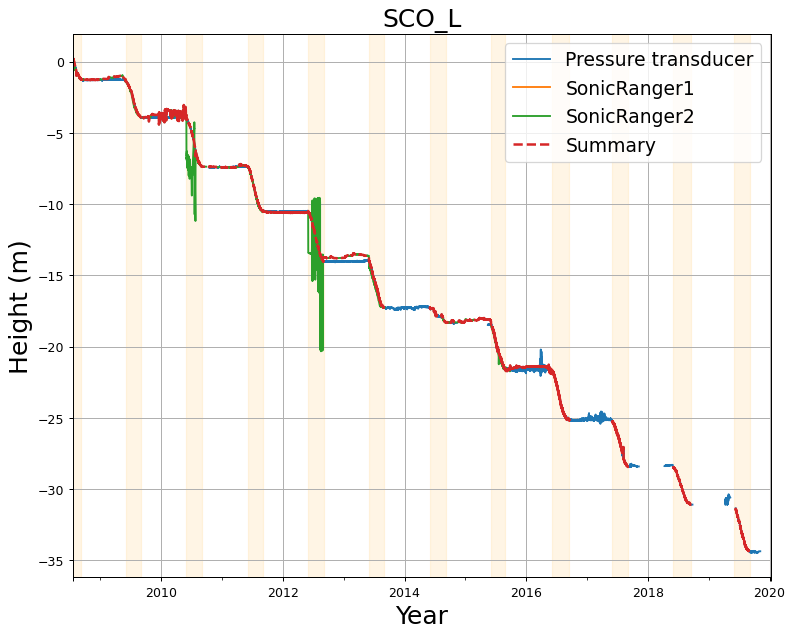 SCO_L
Pressure transducer
SonicRanger1
SonicRanger2
Summary
Height (m)
0
−5
−10
−15
−20
−25
−30
−35
2010
2012
2014
2016
2018
2020
Year